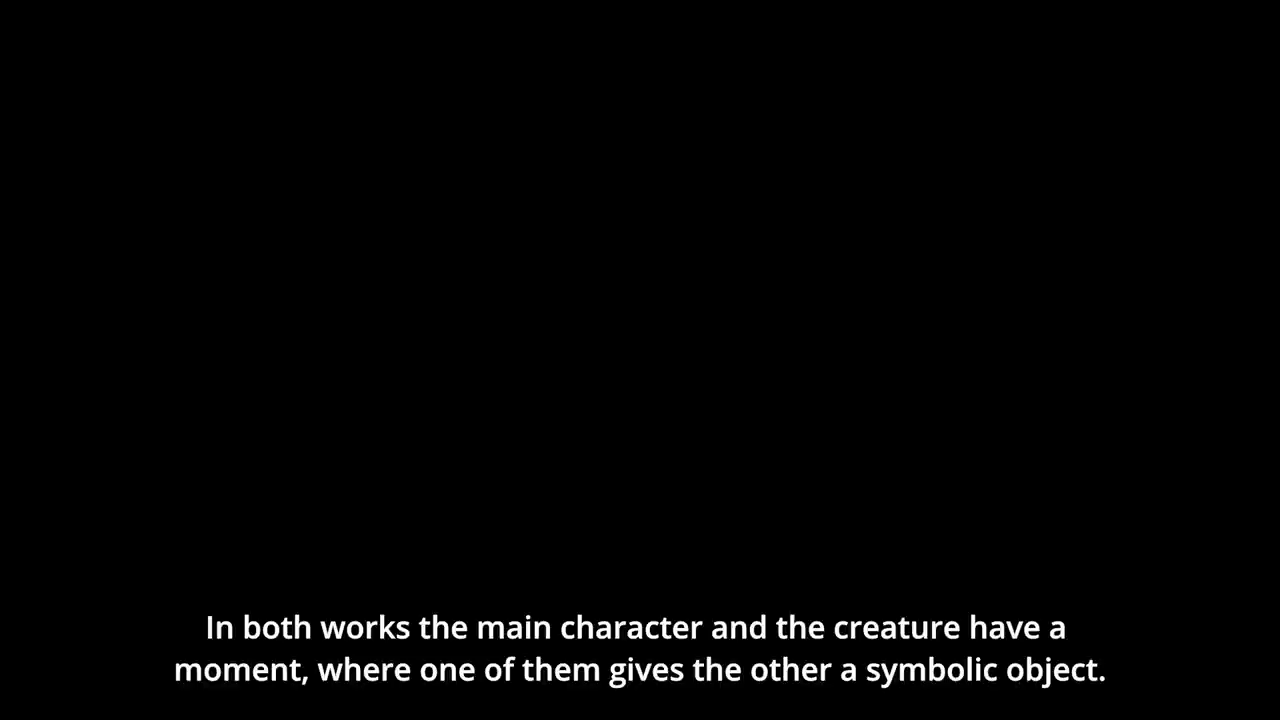 In both works the main character and the creature have a
moment, where one of them gives the other a symbolic object.